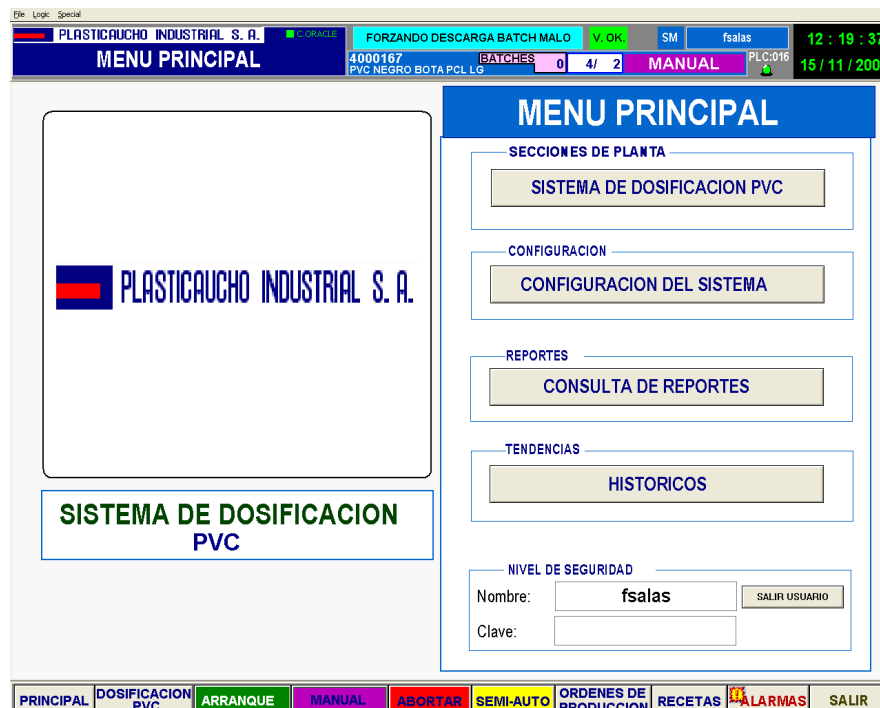 File Logic Special
PLASTICAUCHO INDUSTRIAL S. A. C.ORACLE FORZANDO DESCARGA BATCH MALO V. OK. SM fsalas 12 : 19 : 37
MENU PRINCIPAL 4000167 BATCHES 0 4/ 2 MANUAL PLC:016
PVC NEGRO BOTA PCL LG 15 / 11 / 200
MENU PRINCIPAL
SECCIONES DE PLANTA
SISTEMA DE DOSIFICACION PVC
CONFIGURACION
CONFIGURACION DEL SISTEMA
PLASTICAUCHO INDUSTRIAL S. A.
REPORTES
CONSULTA DE REPORTES
TENDENCIAS
HISTORICOS
SISTEMA DE DOSIFICACION
PVC
NIVEL DE SEGURIDAD
Nombre: fsalas SALIR USUARIO
Clave:
PRINCIPAL DOSIFICACION PVC ARRANQUE MANUAL ABORTAR SEMI-AUTO ORDENES DE PRODUCCION RECETAS ALARMAS SALIR